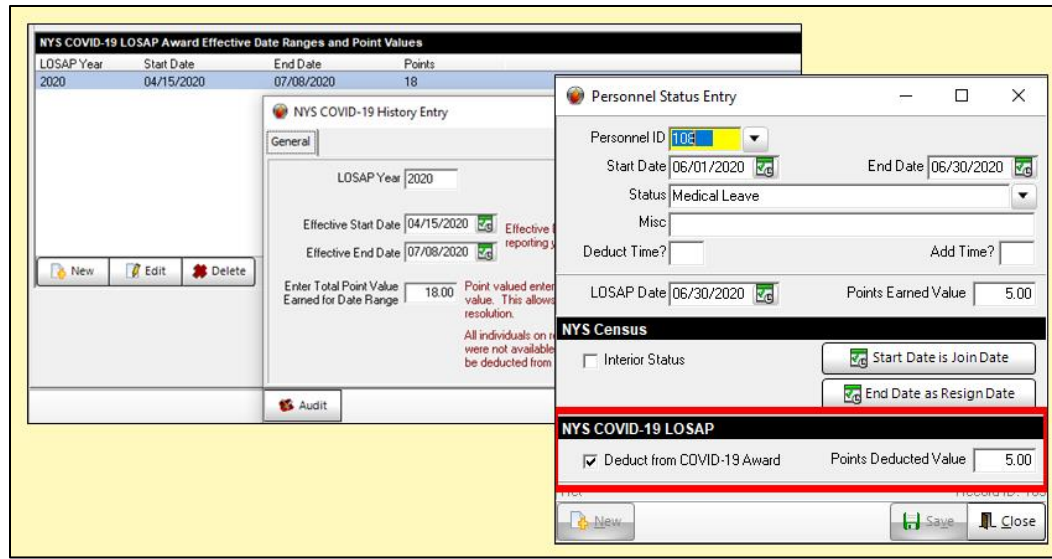 NYS COVID-19 LOSAP Award Effective Date Ranges and Point Values
LOSAP Year Start Date End Date Points
2020 04/15/2020 07/08/2020 18
New Edit Delete
NYS COVID-19 History Entry
General
LOSAP Year 2020
Effective Start Date 04/15/2020 Effective
Effective End Date 07/08/2020 reporting
Enter Total Point Value
Earned for Date Range 18.00
Point valued enter
value. This allows
resolution.
All individuals on
were not available
be deducted from
Audit
Personnel Status Entry
Personnel ID 108
Start Date 06/01/2020 End Date 06/30/2020
Status Medical Leave
Misc
Deduct Time? Add Time?
LOSAP Date 06/30/2020 Points Earned Value 5.00
NYS Census
Interior Status Start Date is Join Date
End Date as Resign Date
NYS COVID-19 LOSAP
Deduct from COVID-19 Award Points Deducted Value 5.00
New Save Close